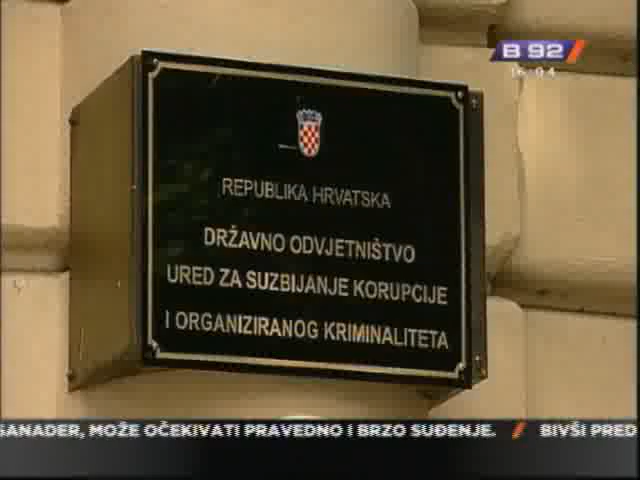 B 92
16:04
REPUBLIKA HRVATSKA
DRŽAVNO ODVJETNIŠTVO
URED ZA SUZBIJANJE KORUPCIJE
I ORGANIZIRANOG KRIMINALITETA
SANADER, MOŽE OČEKIVATI PRAVEDNO I BRZO SUĐENJE. / BIVŠI PRED